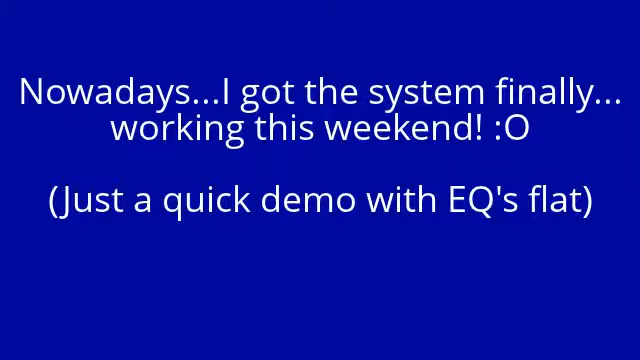 Nowadays...I got the system finally...
working this weekend! :O
(Just a quick demo with EQ's flat)